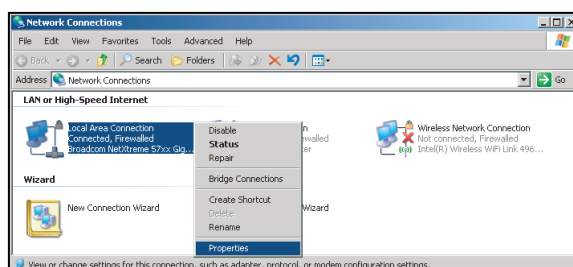 Network Connections
File Edit View Favorites Tools Advanced Help
Back Search Folders
Address Network Connections Go
LAN or High-Speed Internet
Local Area Connection
Connected, Firewalled
Broadcom NetXtreme 57xx Gig...
Wireless Network Connection
Not connected, Firewalled
Intel(R) Wireless WiFi Link 496...
Disable
Status
Repair
Bridge Connections
Create Shortcut
Delete
Rename
Properties
Wizard
New Connection Wizard
Wizard
View or change settings for this connection, such as adapter, protocol, or modem configuration settings.